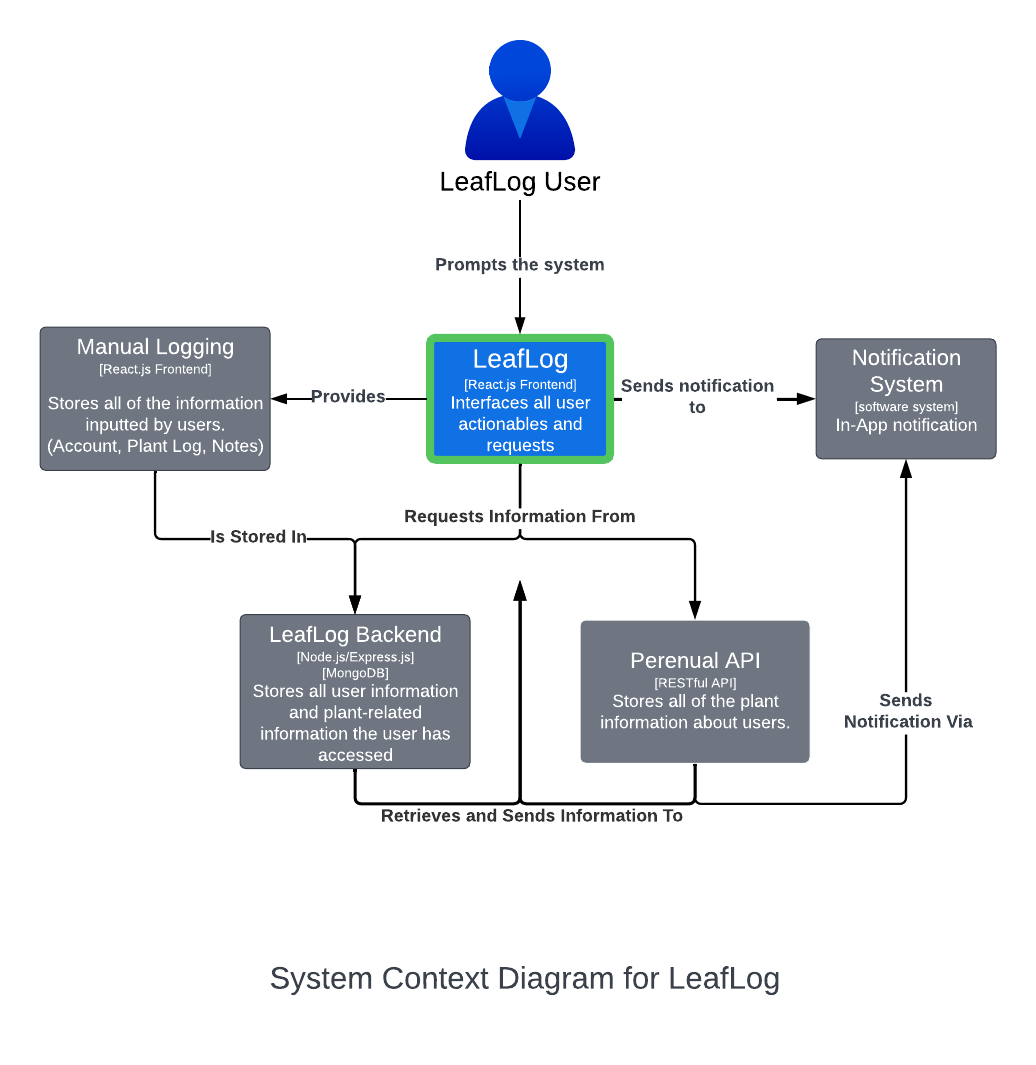 LeafLog User
Prompts the system
Manual Logging
[React.js Frontend]
Stores all of the information
inputted by users.
(Account, Plant Log, Notes)
Provides
LeafLog
[React.js Frontend]
Interfaces all user
actionables and
requests
Sends notification
to
Notification
System
[software system]
In-App notification
Requests Information From
Is Stored In
LeafLog Backend
[Node.js/Express.js]
[MongoDB]
Stores all user information
and plant-related
information the user has
accessed
Perenual API
[RESTful API]
Stores all of the plant
information about users.
Sends
Notification Via
Retrieves and Sends Information To
System Context Diagram for LeafLog